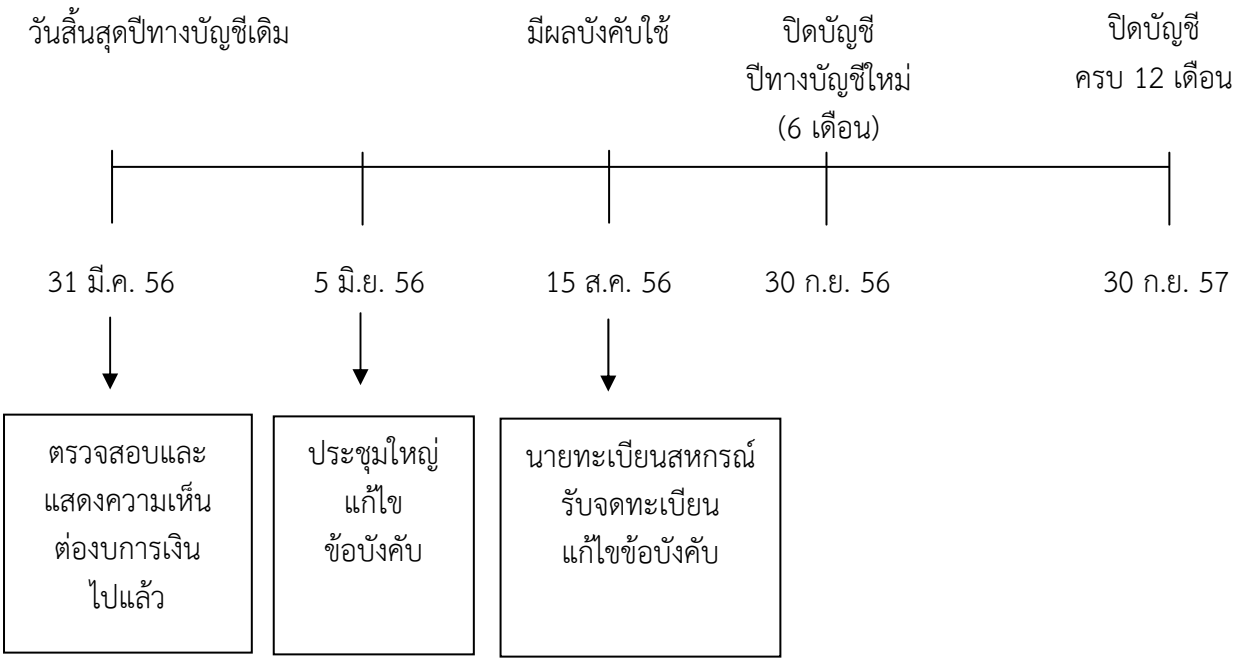 วันสิ้นสุดปีทางบัญชีเดิม
มีผลบังคับใช้
ปิดบัญชี
ปีทางบัญชีใหม่
(6 เดือน)
ปิดบัญชี
ครบ 12 เดือน
31 มี.ค. 56
5 มิ.ย. 56
15 ส.ค. 56
30 ก.ย. 56
30 ก.ย. 57
ตรวจสอบและ
แสดงความเห็น
ต่องบการเงิน
ไปแล้ว
ประชุมใหญ่
แก้ไข
ข้อบังคับ
นายทะเบียนสหกรณ์
รับจดทะเบียน
แก้ไขข้อบังคับ